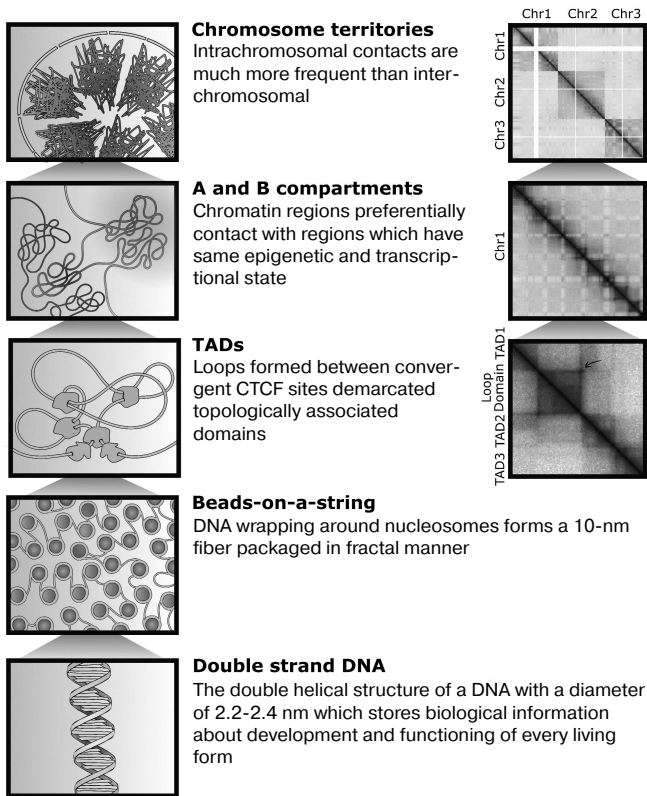 Chromosome territories
Intrachromosomal contacts are
much more frequent than inter-
chromosomal
Chr1 Chr2 Chr3
Chr1
Chr2
Chr3
A and B compartments
Chromatin regions preferentially
contact with regions which have
same epigenetic and transcrip-
tional state
Chr1
TADs
Loops formed between conver-
gent CTCF sites demarcated
topologically associated
domains
TAD1
Loop
Domain
TAD2
TAD3
Beads-on-a-string
DNA wrapping around nucleosomes forms a 10-nm
fiber packaged in fractal manner
Double strand DNA
The double helical structure of a DNA with a diameter
of 2.2-2.4 nm which stores biological information
about development and functioning of every living
form